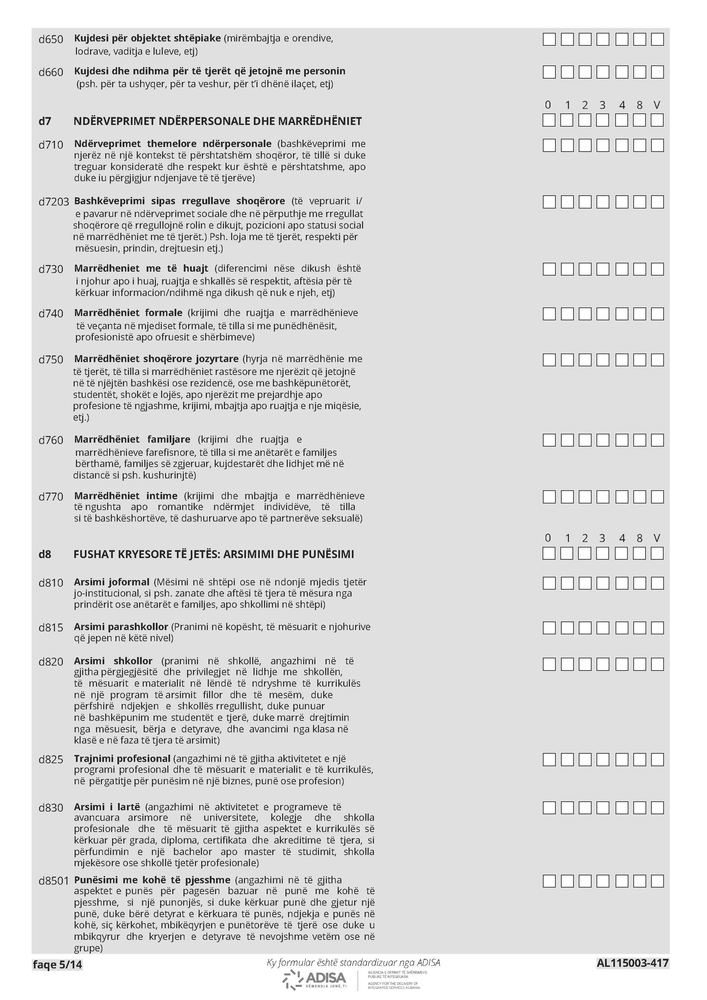 d650 Kujdesi për objektet shtëpiake (mirëmbajtja e orendive,
lodrave, vaditja e luleve, etj)
d660 Kujdesi dhe ndihma për të tjerët që jetojnë me personin
(psh. për ta ushyqer, për ta veshur, për t’i dhënë ilaçet, etj)
0 1 2 3 4 8 V
d7 NDËRVEPRIMET NDËRPERSONALE DHE MARRËDHËNIET
d710 Ndërveprimet themelore ndërpersonale (bashkëveprimi me
njerëz në një kontekst të përshtatshëm shoqëror, të tillë si duke
treguar konsideratë dhe respekt kur është e përshtatshme, apo
duke iu përgjigjur ndjenjave të të tjerëve)
d7203 Bashkëveprimi sipas rregullave shoqërore (të vepruarit i/
e pavarur në ndërveprimet sociale dhe në përputhje me rregullat
shoqërore që rregullojnë rolin e dikujt, pozicioni apo statusi social
në marrëdhëniet me të tjerët.) Psh. loja me të tjerët, respekti për
mësuesin, prindin, drejtuesin etj.)
d730 Marrëdheniet me të huajt (diferencimi nëse dikush është
i njohur apo i huaj, ruajtja e shkallës së respektit, aftësia për të
kërkuar informacion/ndihmë nga dikush që nuk e njeh, etj)
d740 Marrëdhëniet formale (krijimi dhe ruajtja e marrëdhënieve
të veçanta në mjediset formale, të tilla si me punëdhënësit,
profesionistë apo ofruesit e shërbimeve)
d750 Marrëdhëniet shoqërore jozyrtare (hyrja në marrëdhënie me
të tjerët, të tilla si marrëdhëniet rastësore me njerëzit që jetojnë
në të njëjtën bashkësi ose rezidencë, ose me bashkëpunëtorët,
studentët, shokët e lojës, apo njerëzit me prejardhje apo
profesione të ngjashme, krijimi, mbajtja apo ruajtja e nje miqësie,
etj.)
d760 Marrëdhëniet familjare (krijimi dhe ruajtja e
marrëdhënieve farefisnore, të tilla si me anëtarët e familjes
bërthamë, familjes së zgjeruar, kujdestarët dhe lidhjet më në
distancë si psh. kushurinjtë)
d770 Marrëdhëniet intime (krijimi dhe mbajtja e marrëdhënieve
të ngushta apo romantike ndërmjet individëve, të tilla
si të bashkëshortëve, të dashuruarve apo të partnerëve seksualë)
0 1 2 3 4 8 V
d8 FUSHAT KRYESORE TË JETËS: ARSIMIMI DHE PUNËSIMI
d810 Arsimi joformal (Mësimi në shtëpi ose në ndonjë mjedis tjetër
jo-institucional, si psh. zanate dhe aftësi të tjera të mësura nga
prindërit ose anëtarët e familjes, apo shkollimi në shtëpi)
d815 Arsimi parashkollor (Pranimi në kopësht, të mësuarit e njohurive
që jepen në këtë nivel)
d820 Arsimi shkollor (pranimi në shkollë, angazhimi në të
gjitha përgjegjësitë dhe privilegjet në lidhje me shkollën,
të mësuarit e materialit në lëndë të ndryshme të kurrikulës
në një program të arsimit fillor dhe të mesëm, duke
përfshirë ndjekjen e shkollës rregullisht, duke punuar
në bashkëpunim me studentët e tjerë, duke marrë drejtimin
nga mësuesit, bërja e detyrave, dhe avancimi nga klasa në
klasë e në faza të tjera të arsimit)
d825 Trajnimi profesional (angazhimi në të gjitha aktivitetet e një
programi profesional dhe të mësuarit e materialit e të kurrikulës,
në përgatitje për punësim në një biznes, punë ose profesion)
d830 Arsimi i lartë (angazhimi në aktivitetet e programeve të
avancuara arsimore në universitete, kolegje dhe shkolla
profesionale dhe të mësuarit të gjitha aspektet e kurrikulës së
kërkuar për grada, diploma, certifikata dhe akreditime të tjera, si
përfundimin e një bachelor apo master të studimit, shkolla
mjekësore ose shkollë tjetër profesionale)
d8501 Punësimi me kohë të pjesshme (angazhimi në të gjitha
aspektet e punës për pagesën bazuar në punë me kohë të
pjesshme, si një punonjës, si duke kërkuar punë dhe gjetur një
punë, duke bërë detyrat e kërkuara të punës, ndjekja e punës në
kohë, siç kërkohet, mbikëqyrjen e punëtorëve të tjerë ose duke u
mbikqyrur dhe kryerjen e detyrave të nevojshme vetëm ose në
grupe)
faqe 5/14 Ky formular është standardizuar nga ADISA AL115003-417
ADISA
VËMENDJA JONË, TI
AGJENCIA E OFRIMIT TË SHËRBIMEVE
PUBLIKE TË INTEGRUARA
AGENCY FOR THE DELIVERY OF
INTEGRATED SERVICES ALBANIA